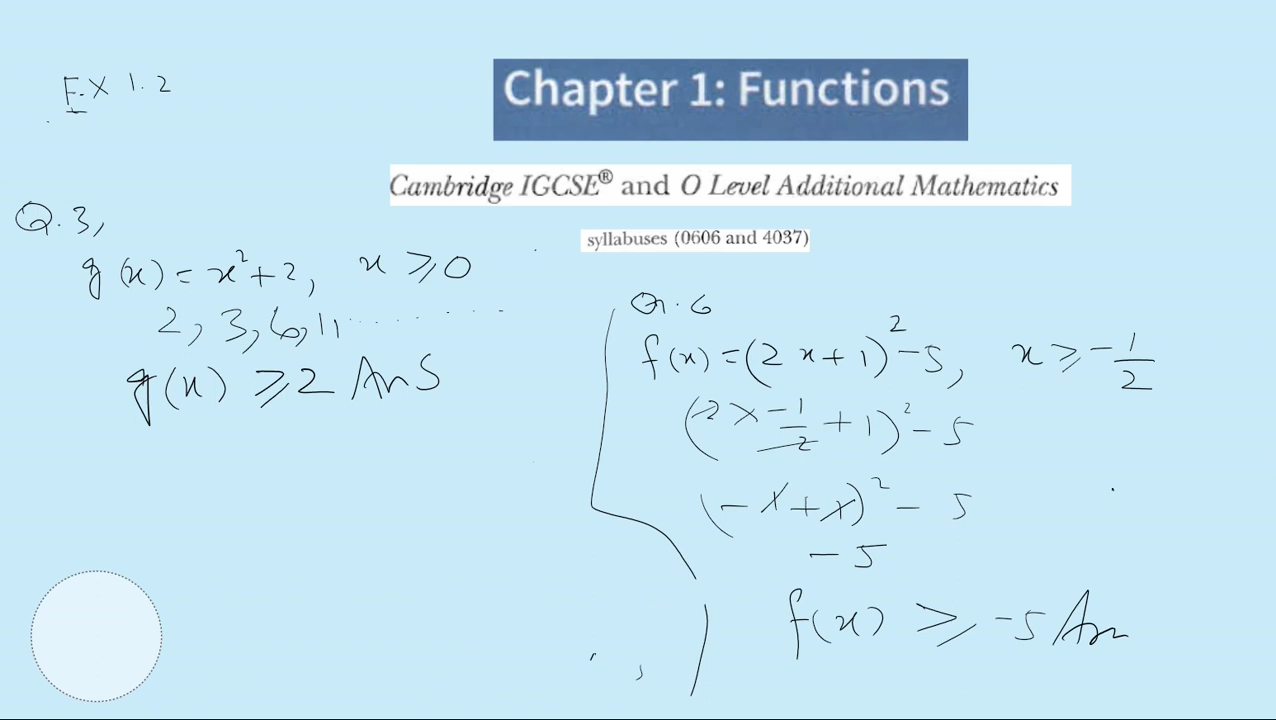 EX 1.2
Chapter 1: Functions
Cambridge IGCSE® and O Level Additional Mathematics
syllabuses (0606 and 4037)
Q.3,
g(x) = x²+2, x ⩾ 0
2, 3, 6, 11 ........
g(x) ⩾ 2 Ans
Q.6
f(x) = (2x+1)² - 5, x ⩾ -1/2
(2 × -1/2 + 1)² - 5
(-1+1)² - 5
-5
f(x) ⩾ -5 Ans